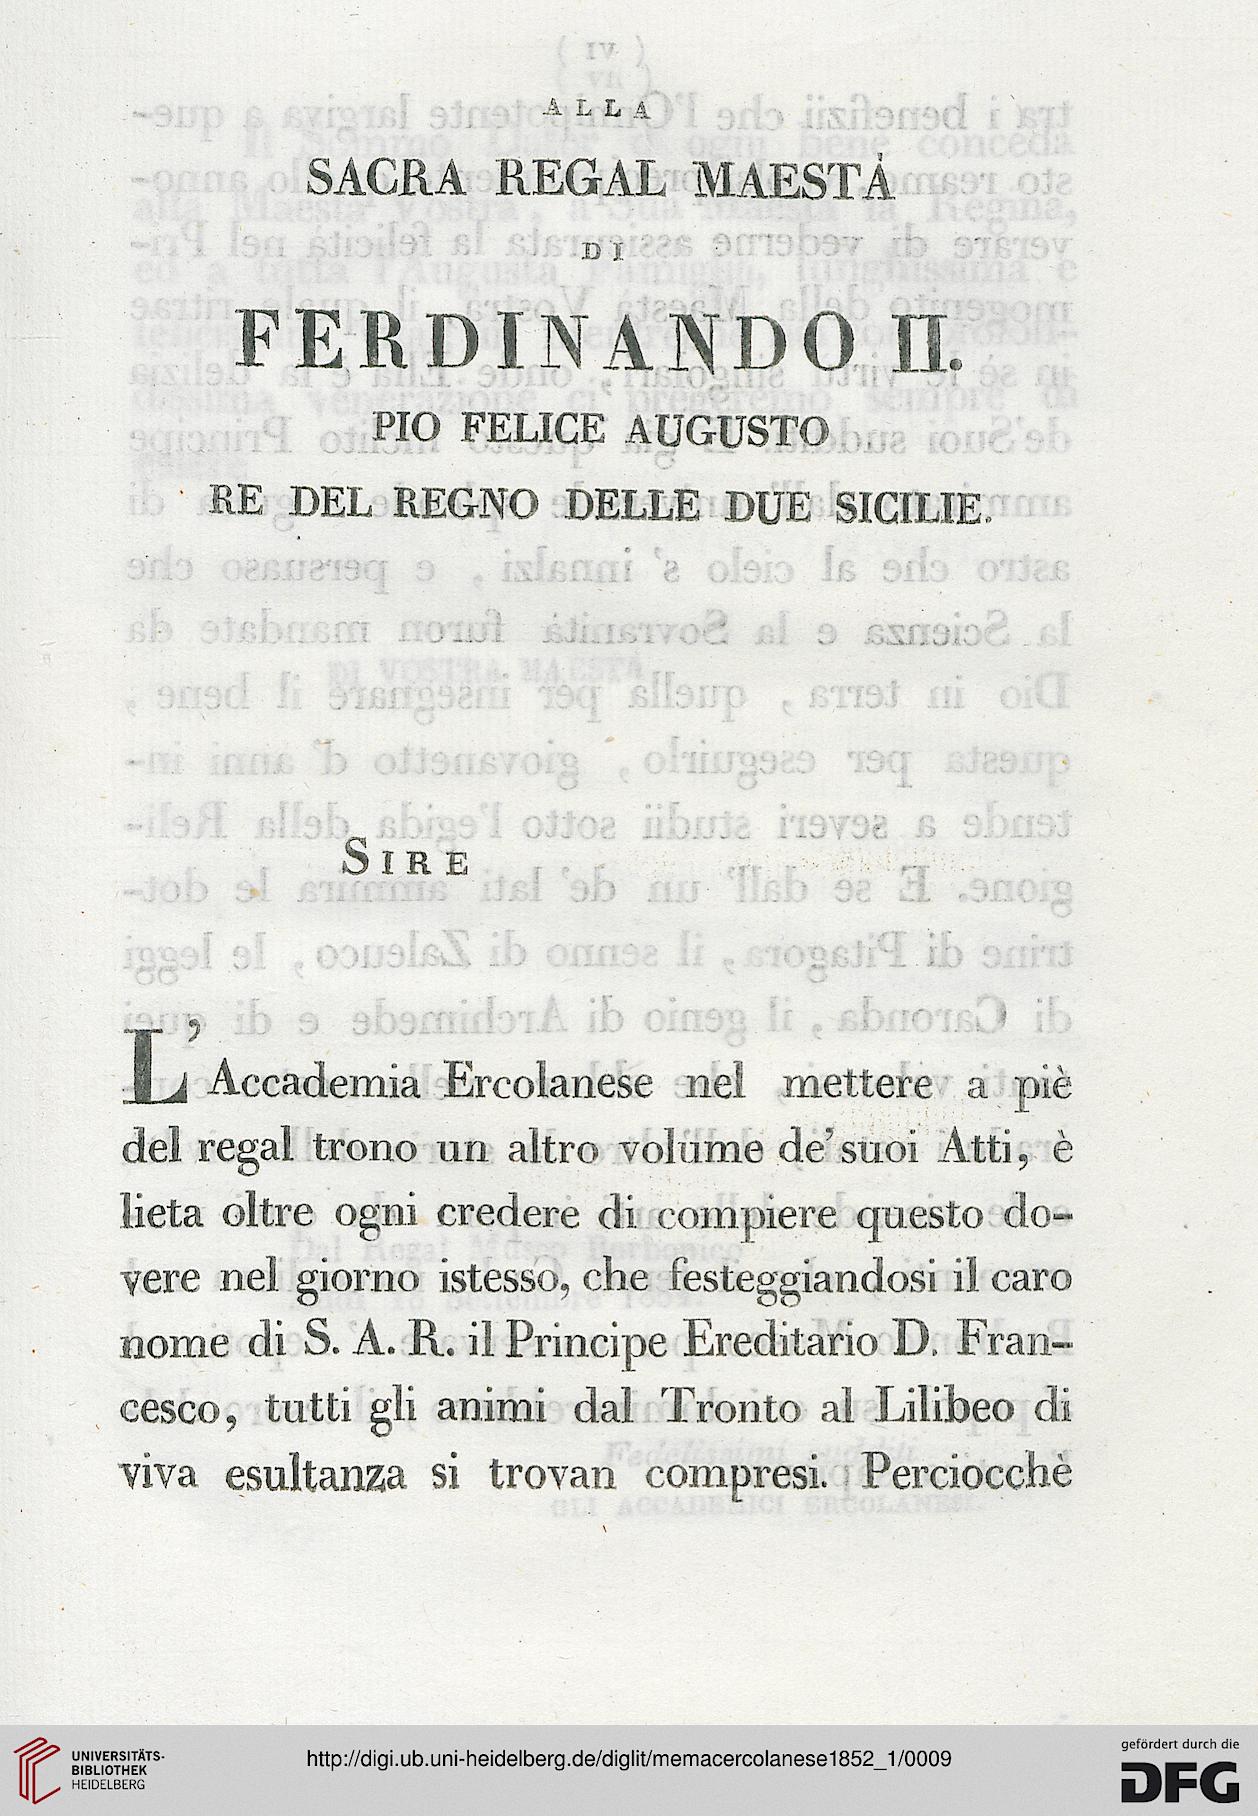 ALLA
SACRA REGAL MAESTÀ
DI
FERDINANDO II.
PIO FELICE AUGUSTO
RE DEL REGNO DELLE DUE SICILIE.
SIRE
L'Accademia Ercolanese nel mettere a piè
del regal trono un altro volume de' suoi Atti, è
lieta oltre ogni credere di compiere questo do-
vere nel giorno istesso, che festeggiandosi il caro
nome di S. A. R. il Principe Ereditario D. Fran-
cesco, tutti gli animi dal Tronto al Lilibeo di
viva esultanza si trovan compresi. Perciocchè
UNIVERSITÄTS-
BIBLIOTHEK
HEIDELBERG
http://digi.ub.uni-heidelberg.de/diglit/memacercolanese1852_1/0009
gefördert durch die
DFG